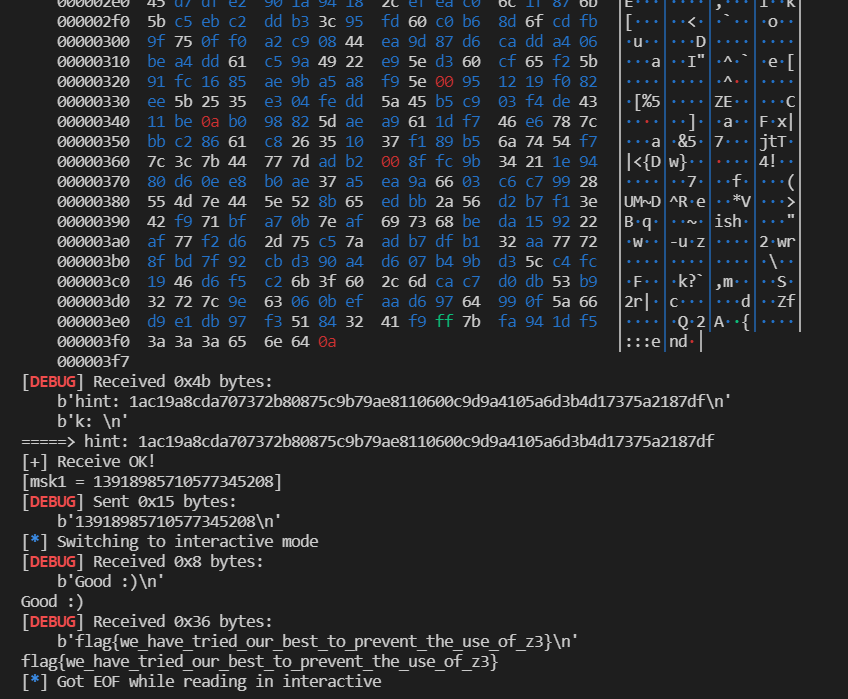 000002e0  45 d7 df e2  90 1a 94 18  2c ef ea c0  6c 1f 87 6b  │E···│····│,···│l··k│
000002f0  5b c5 eb c2  dd b3 3c 95  fd 60 c0 b6  8d 6f cd fb  │[···│··<·│·`··│·o··│
00000300  9f 75 0f f0  a2 c9 08 44  ea 9d 87 d6  ca dd a4 06  │·u··│···D│····│····│
00000310  be a4 dd 61  c5 9a 49 22  e9 5e d3 60  cf 65 f2 5b  │···a│··I"│·^·`│·e·[│
00000320  91 fc 16 85  ae 9b a5 a8  f9 5e 00 95  12 19 f0 82  │····│····│·^··│····│
00000330  ee 5b 25 35  e3 04 fe dd  5a 45 b5 c9  03 f4 de 43  │·[%5│····│ZE··│···C│
00000340  11 be 0a b0  98 82 5d ae  a9 61 1d f7  46 e6 78 7c  │····│··]·│·a··│F·x|│
00000350  bb c2 86 61  c8 26 35 10  37 f1 89 b5  6a 74 54 f7  │···a│·&5·│7···│jtT·│
00000360  7c 3c 7b 44  77 7d ad b2  00 8f fc 9b  34 21 1e 94  │|<{D│w}··│····│4!··│
00000370  80 d6 0e e8  b0 ae 37 a5  ea 9a 66 03  c6 c7 99 28  │····│··7·│··f·│···(│
00000380  55 4d 7e 44  5e 52 8b 65  ed bb 2a 56  d2 b7 f1 3e  │UM~D│^R·e│··*V│···>│
00000390  42 f9 71 bf  a7 0b 7e af  69 73 68 be  da 15 92 22  │B·q·│··~·│ish·│···"│
000003a0  af 77 f2 d6  2d 75 c5 7a  ad b7 df b1  32 aa 77 72  │·w··│-u·z│····│2·wr│
000003b0  8f bd 7f 92  cb d3 90 a4  d6 07 b4 9b  d3 5c c4 fc  │····│····│····│·\··│
000003c0  19 46 d6 f5  c2 6b 3f 60  2c 6d ca c7  d0 db 53 b9  │·F··│·k?`│,m··│··S·│
000003d0  32 72 7c 9e  63 06 0b ef  aa d6 97 64  99 0f 5a 66  │2r|·│c···│···d│··Zf│
000003e0  d9 e1 db 97  f3 51 84 32  41 f9 ff 7b  fa 94 1d f5  │····│·Q·2│A··{│····│
000003f0  3a 3a 3a 65  6e 64 0a  │:::e│nd·│
000003f7
[DEBUG] Received 0x4b bytes:
b'hint: 1ac19a8cda707372b80875c9b79ae8110600c9d9a4105a6d3b4d17375a2187df\n'
b'k: \n'
=====> hint: 1ac19a8cda707372b80875c9b79ae8110600c9d9a4105a6d3b4d17375a2187df
[+] Receive OK!
[msk1 = 13918985710577345208]
[DEBUG] Sent 0x15 bytes:
b'13918985710577345208\n'
[*] Switching to interactive mode
[DEBUG] Received 0x8 bytes:
b'Good :)\n'
Good :)
[DEBUG] Received 0x36 bytes:
b'flag{we_have_tried_our_best_to_prevent_the_use_of_z3}\n'
flag{we_have_tried_our_best_to_prevent_the_use_of_z3}
[*] Got EOF while reading in interactive